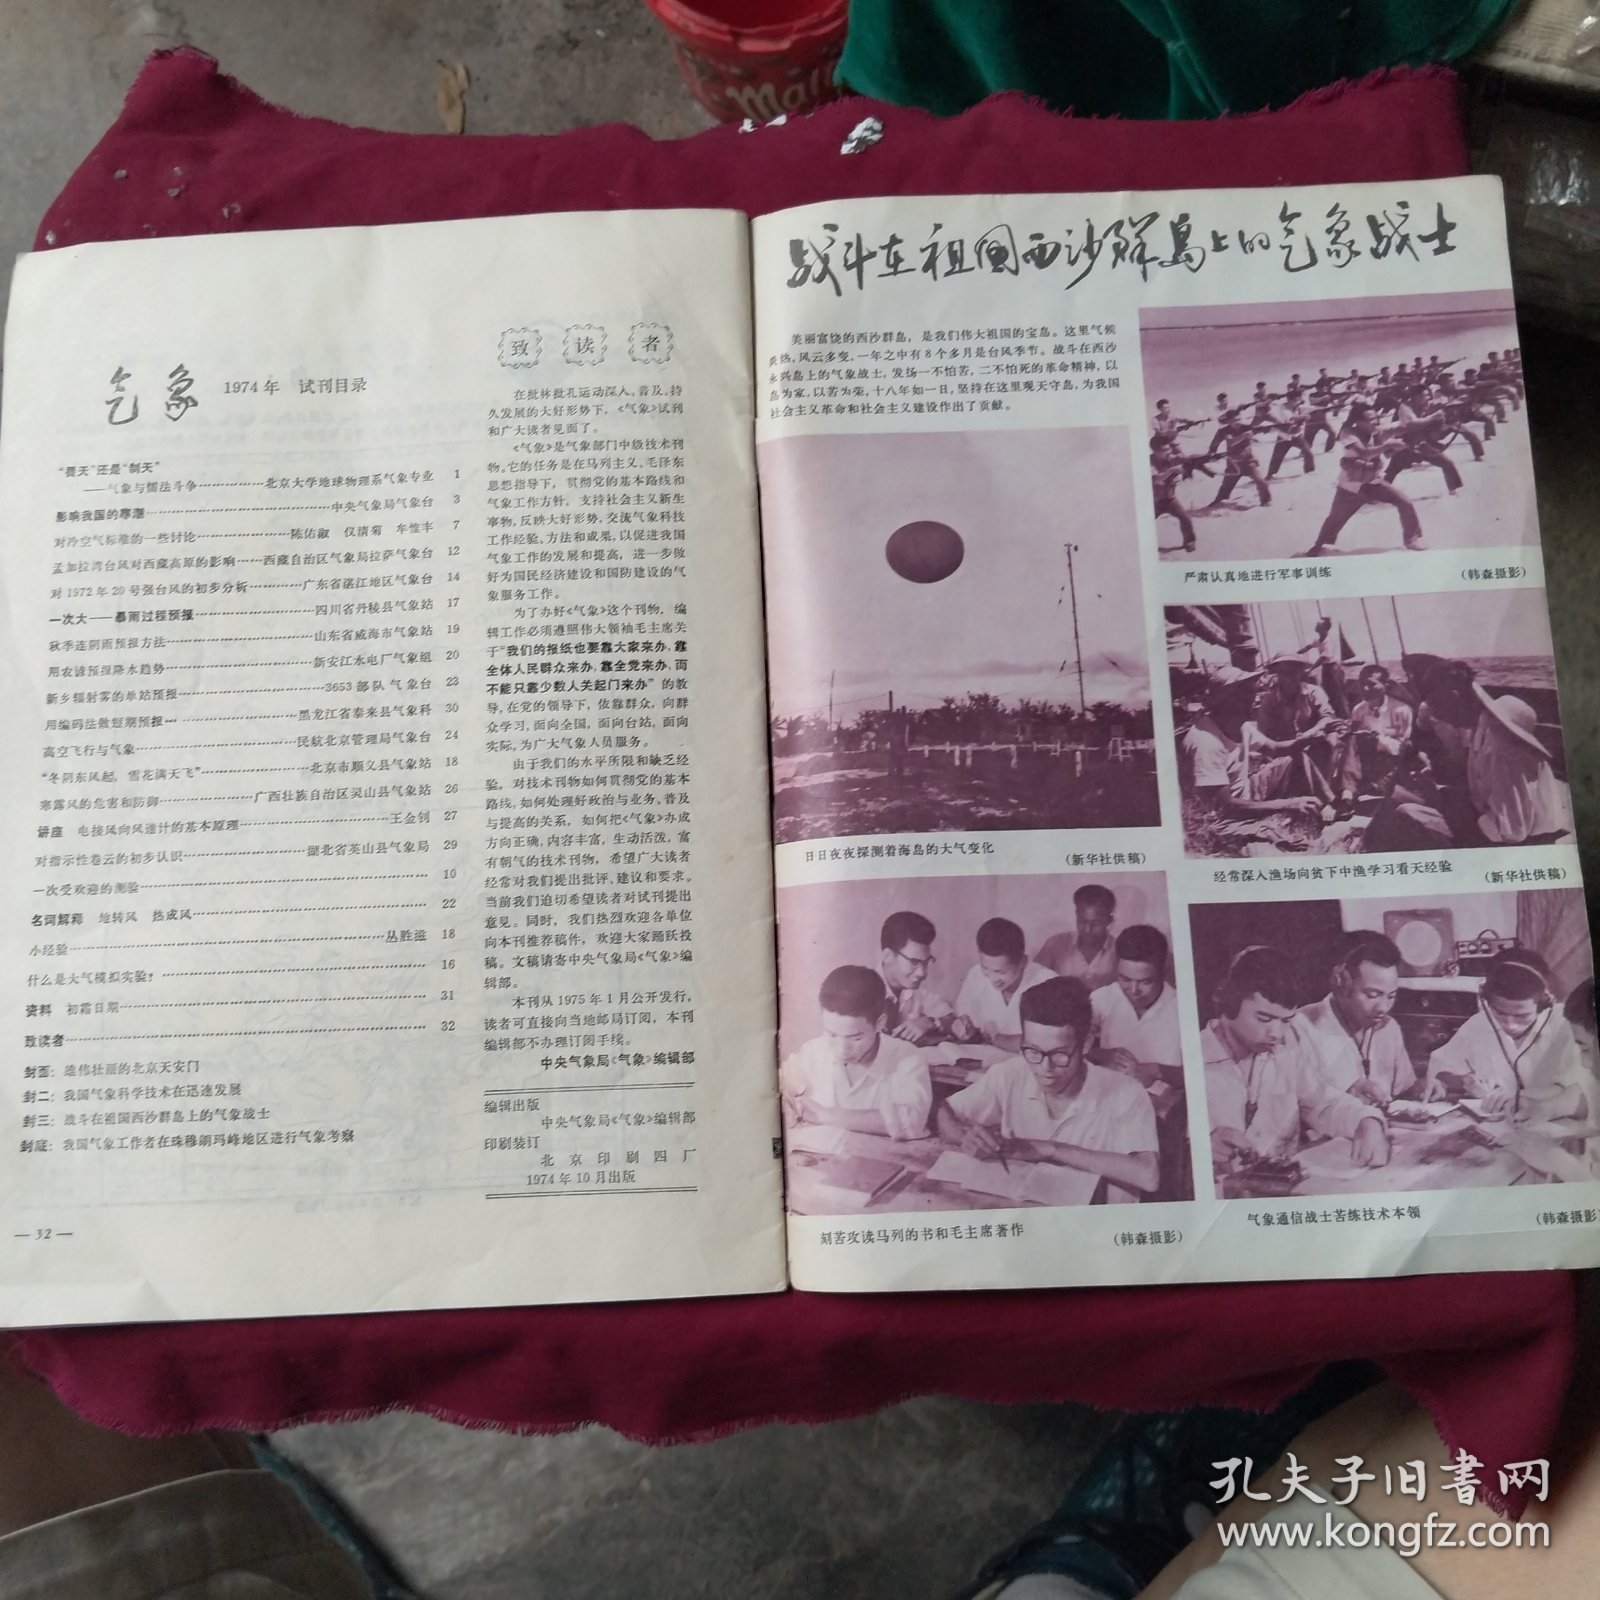 气象 1974年 试刊目录
“畏天”还是“制天”
——气象与儒法斗争……………北京大学地球物理系气象专业 1
影响我国的寒潮……………………………………中央气象局气象台 3
对冷空气标准的一些讨论……………………陈佑淑 仪清菊 牟惟丰 7
孟加拉湾台风对西藏高原的影响……西藏自治区气象局拉萨气象台 12
对1972年20号强台风的初步分析…………广东省湛江地区气象台 14
一次大——暴雨过程预报………………………四川省丹棱县气象站 17
秋季连阴雨预报方法……………………………山东省威海市气象站 19
用农谚预报降水趋势……………………………新安江水电厂气象组 20
新乡辐射雾的单站预报……………………………3653部队气象台 23
用编码法做短期预报……………………………黑龙江省泰来县气象科 30
高空飞行与气象…………………………………民航北京管理局气象台 24
“冬阴东风起，雪花满天飞”……………………北京市顺义县气象站 18
寒露风的危害和防御…………………广西壮族自治区灵山县气象站 26
讲座 电接风向风速计的基本原理………………………………王金钊 27
对指示性卷云的初步认识………………………湖北省英山县气象局 29
一次受欢迎的测验………………………………………………… 10
名词解释 地转风 热成风……………………………………… 22
小经验……………………………………………………………丛胜滋 18
什么是大气模拟实验？…………………………………………… 16
资料 初霜日期…………………………………………………… 31
致读者……………………………………………………………… 32
封面：雄伟壮丽的北京天安门
封二：我国气象科学技术在迅速发展
封三：战斗在祖国西沙群岛上的气象战士
封底：我国气象工作者在珠穆朗玛峰地区进行气象考察
— 32 —
致读者
在批林批孔运动深入、普及、持
久发展的大好形势下，《气象》试刊
和广大读者见面了。
《气象》是气象部门中级技术刊
物。它的任务是在马列主义、毛泽东
思想指导下，贯彻党的基本路线和
气象工作方针，支持社会主义新生
事物，反映大好形势，交流气象科技
工作经验、方法和成果，以促进我国
气象工作的发展和提高，进一步做
好为国民经济建设和国防建设的气
象服务工作。
为了办好《气象》这个刊物，编
辑工作必须遵照伟大领袖毛主席关
于“我们的报纸也要靠大家来办，靠
全体人民群众来办，靠全党来办，而
不能只靠少数人关起门来办”的教
导，在党的领导下，依靠群众，向群
众学习，面向全国，面向台站，面向
实际，为广大气象人员服务。
由于我们的水平所限和缺乏经
验，对技术刊物如何贯彻党的基本
路线，如何处理好政治与业务、普及
与提高的关系，如何把《气象》办成
方向正确，内容丰富，生动活泼，富
有朝气的技术刊物，希望广大读者
经常对我们提出批评、建议和要求。
当前我们迫切希望读者对试刊提出
意见。同时，我们热烈欢迎各单位
向本刊推荐稿件，欢迎大家踊跃投
稿。文稿请寄中央气象局《气象》编
辑部。
本刊从1975年1月公开发行，
读者可直接向当地邮局订阅，本刊
编辑部不办理订阅手续。
中央气象局《气象》编辑部
编辑出版
中央气象局《气象》编辑部
印刷装订
北京印刷四厂
1974年10月出版
战斗在祖国西沙群岛上的气象战士
美丽富饶的西沙群岛，是我们伟大祖国的宝岛。这里气候
炎热，风云多变，一年之中有8个多月是台风季节。战斗在西沙
永兴岛上的气象战士，发扬一不怕苦，二不怕死的革命精神，以
岛为家，以苦为荣，十八年如一日，坚持在这里观天守岛，为我国
社会主义革命和社会主义建设作出了贡献。
严肃认真地进行军事训练 （韩森摄影）
日日夜夜探测着海岛的大气变化 （新华社供稿）
经常深入渔场向贫下中渔学习看天经验 （新华社供稿）
刻苦攻读马列的书和毛主席著作 （韩森摄影）
气象通信战士苦练技术本领 （韩森摄影）
孔夫子旧书网
www.kongfz.com